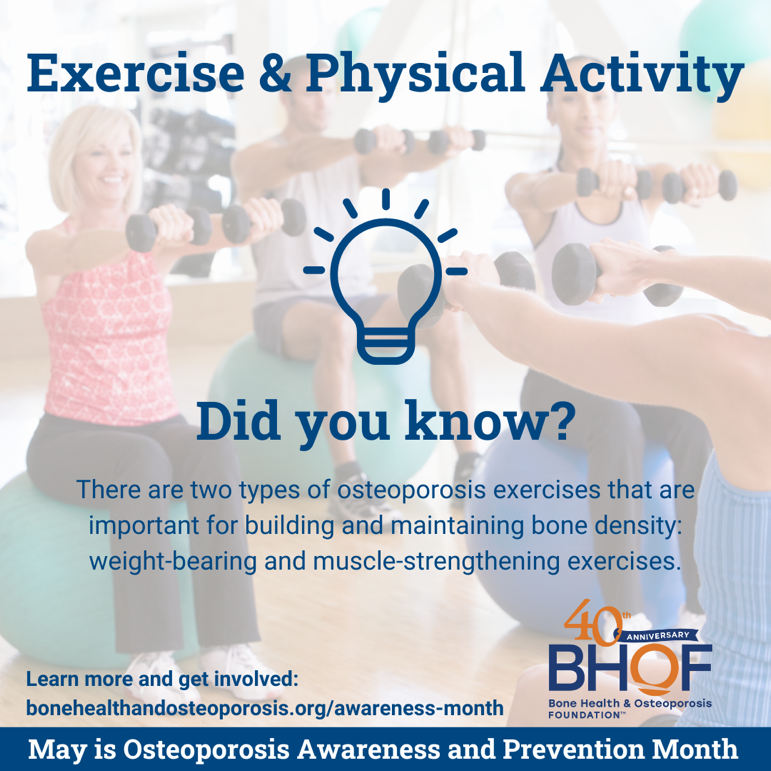 Exercise & Physical Activity
Did you know?
There are two types of osteoporosis exercises that are
important for building and maintaining bone density:
weight-bearing and muscle-strengthening exercises.
40th
ANNIVERSARY
BHOF
Bone Health & Osteoporosis
FOUNDATION™
Learn more and get involved:
bonehealthandosteoporosis.org/awareness-month
May is Osteoporosis Awareness and Prevention Month